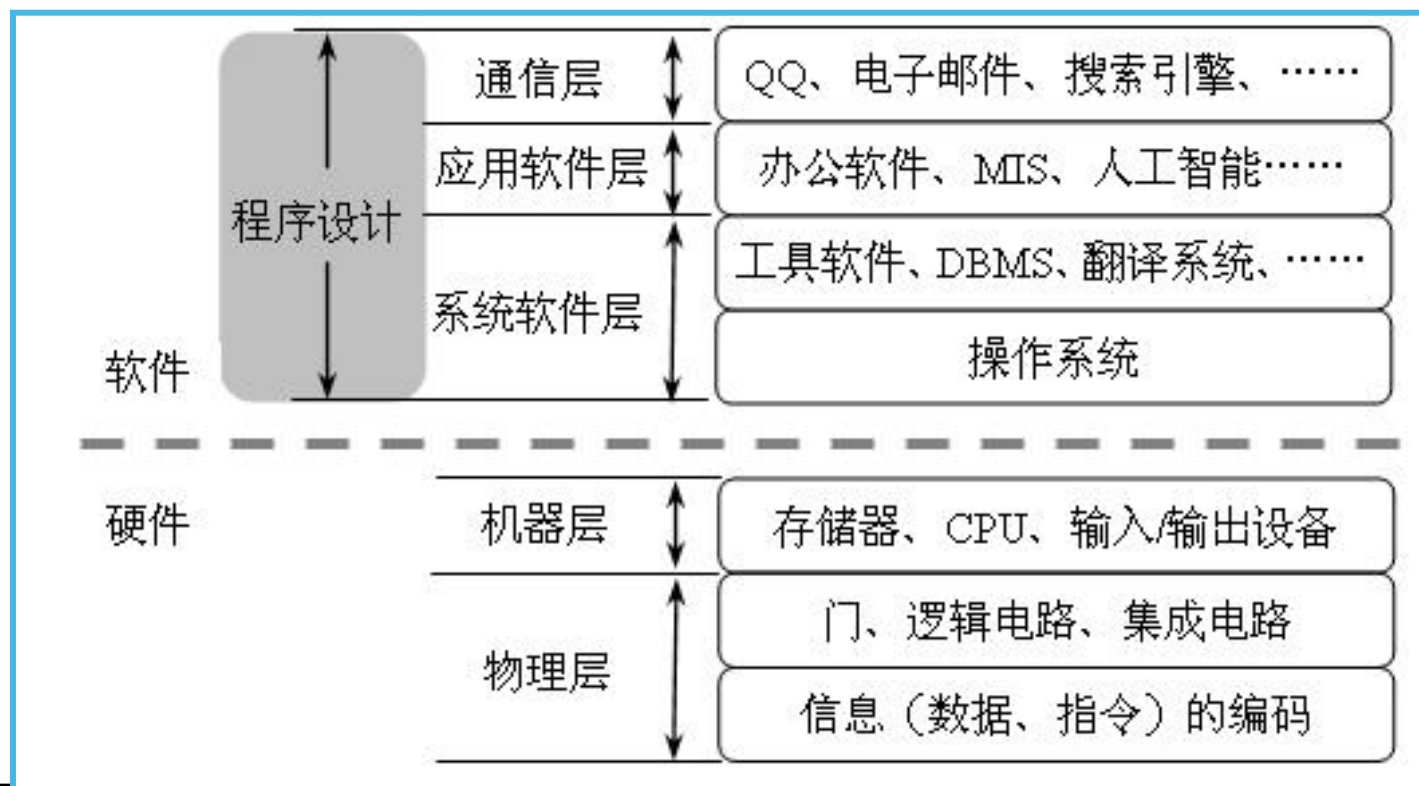 通信层
QQ、电子邮件、搜索引擎、……
应用软件层
办公软件、MIS、人工智能……
程序设计
工具软件、DBMS、翻译系统、……
系统软件层
操作系统
软件
硬件
机器层
存储器、CPU、输入/输出设备
门、逻辑电路、集成电路
物理层
信息（数据、指令）的编码